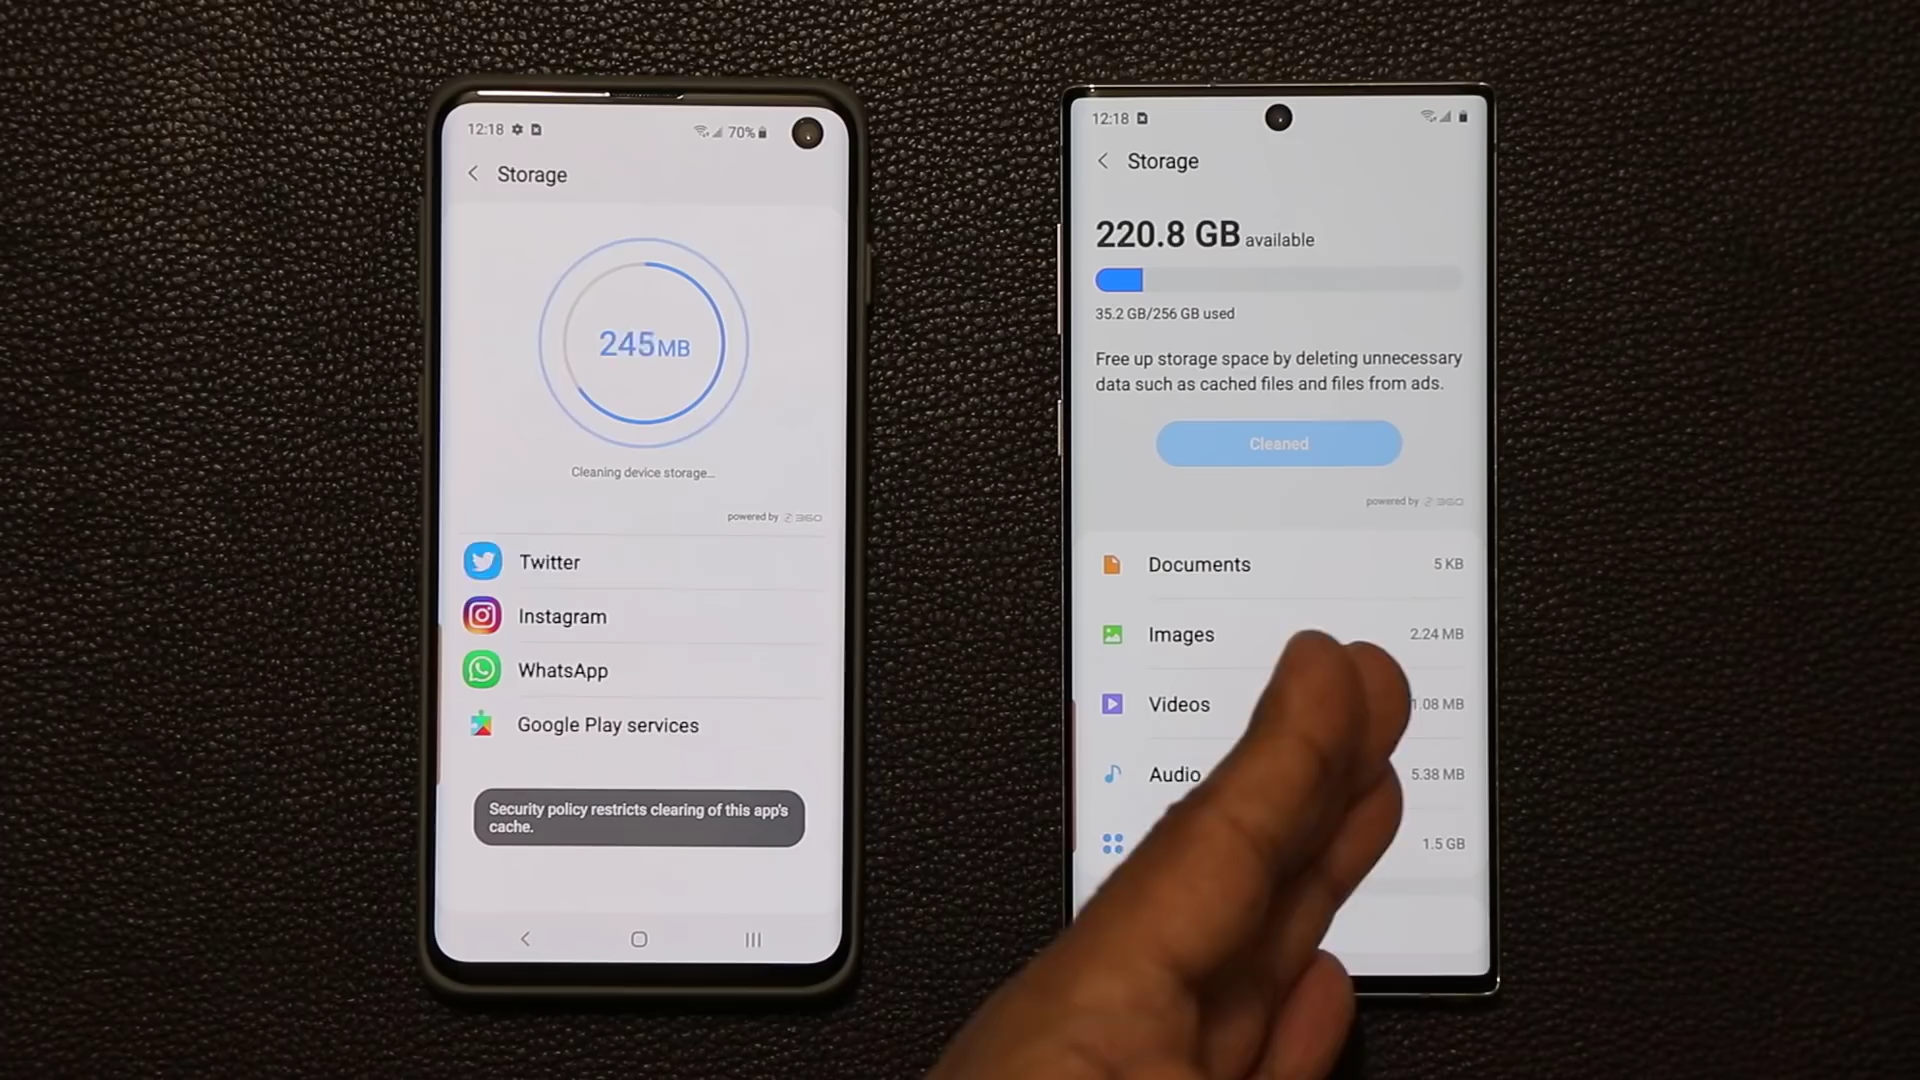 12:18
70%
Storage
245MB
Cleaning device storage...
powered by 360
Twitter
Instagram
WhatsApp
Google Play services
Security policy restricts clearing of this app's
cache.
12:18
Storage
220.8 GB available
35.2 GB/256 GB used
Free up storage space by deleting unnecessary
data such as cached files and files from ads.
Cleaned
powered by 360
Documents 5 KB
Images 2.24 MB
Videos 1.08 MB
Audio 5.38 MB
1.5 GB